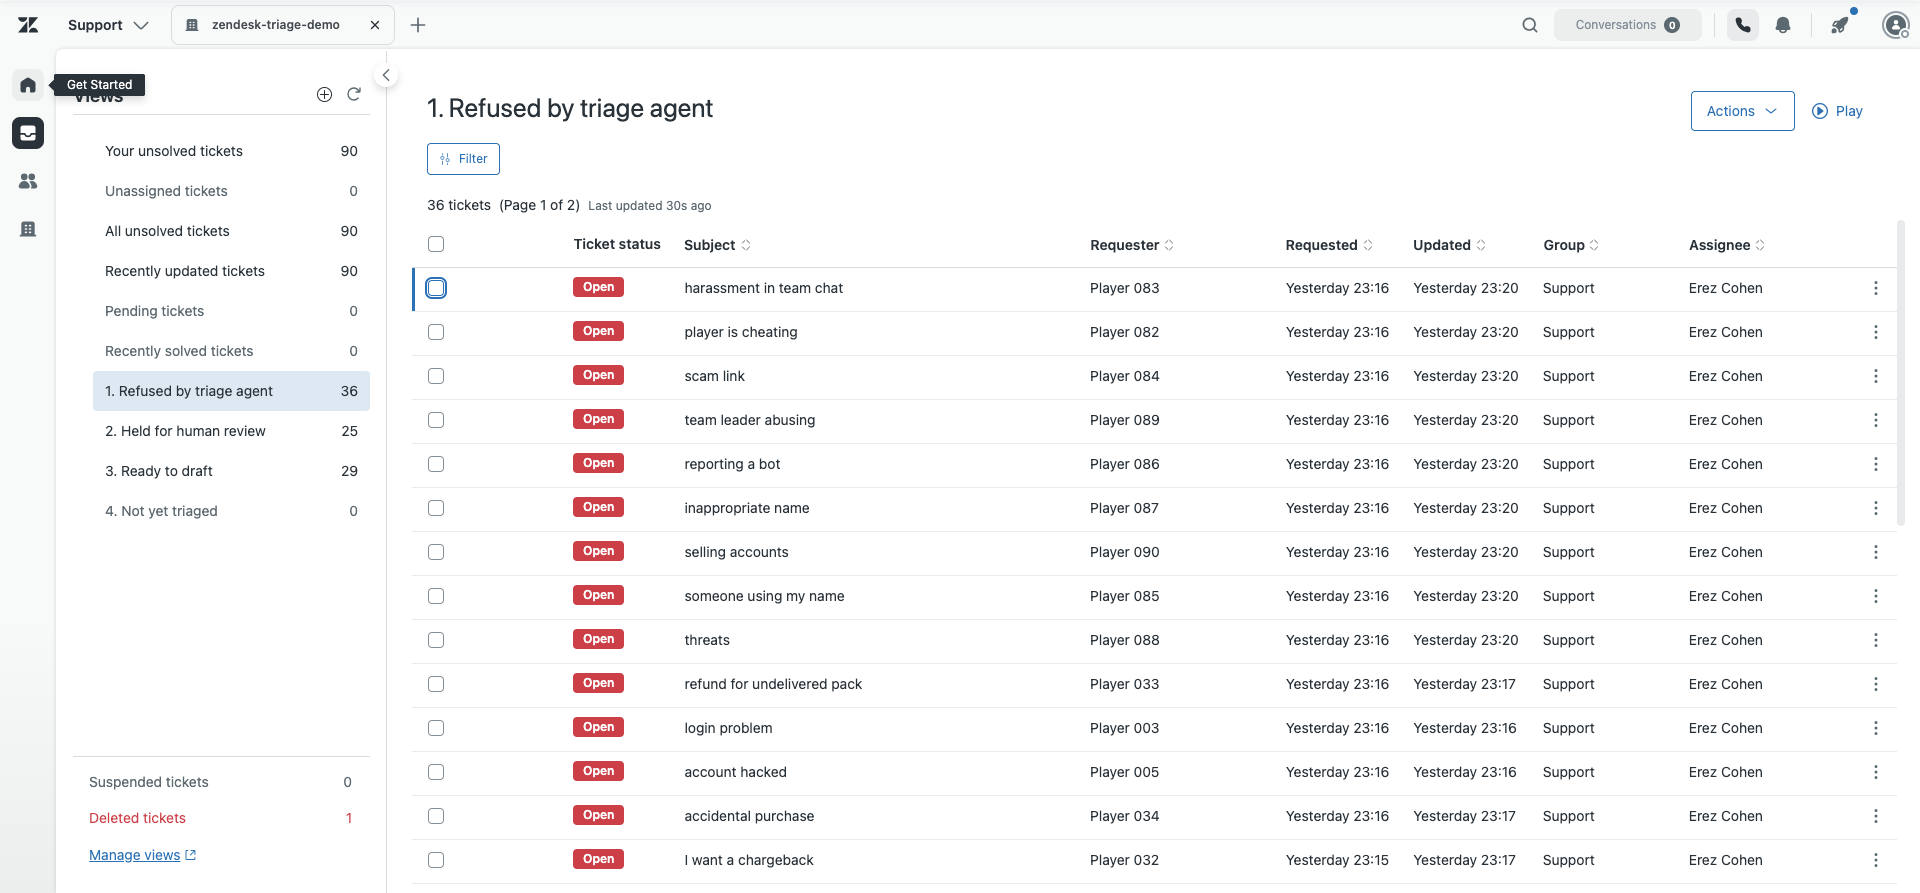 Support
zendesk-triage-demo
Conversations 0
Get Started
Views
Your unsolved tickets 90
Unassigned tickets 0
All unsolved tickets 90
Recently updated tickets 90
Pending tickets 0
Recently solved tickets 0
1. Refused by triage agent 36
2. Held for human review 25
3. Ready to draft 29
4. Not yet triaged 0
Suspended tickets 0
Deleted tickets 1
Manage views
1. Refused by triage agent
Actions
Play
Filter
36 tickets (Page 1 of 2) Last updated 30s ago
Ticket status Subject Requester Requested Updated Group Assignee
Open harassment in team chat Player 083 Yesterday 23:16 Yesterday 23:20 Support Erez Cohen
Open player is cheating Player 082 Yesterday 23:16 Yesterday 23:20 Support Erez Cohen
Open scam link Player 084 Yesterday 23:16 Yesterday 23:20 Support Erez Cohen
Open team leader abusing Player 089 Yesterday 23:16 Yesterday 23:20 Support Erez Cohen
Open reporting a bot Player 086 Yesterday 23:16 Yesterday 23:20 Support Erez Cohen
Open inappropriate name Player 087 Yesterday 23:16 Yesterday 23:20 Support Erez Cohen
Open selling accounts Player 090 Yesterday 23:16 Yesterday 23:20 Support Erez Cohen
Open someone using my name Player 085 Yesterday 23:16 Yesterday 23:20 Support Erez Cohen
Open threats Player 088 Yesterday 23:16 Yesterday 23:20 Support Erez Cohen
Open refund for undelivered pack Player 033 Yesterday 23:16 Yesterday 23:17 Support Erez Cohen
Open login problem Player 003 Yesterday 23:16 Yesterday 23:16 Support Erez Cohen
Open account hacked Player 005 Yesterday 23:16 Yesterday 23:16 Support Erez Cohen
Open accidental purchase Player 034 Yesterday 23:16 Yesterday 23:17 Support Erez Cohen
Open I want a chargeback Player 032 Yesterday 23:15 Yesterday 23:17 Support Erez Cohen